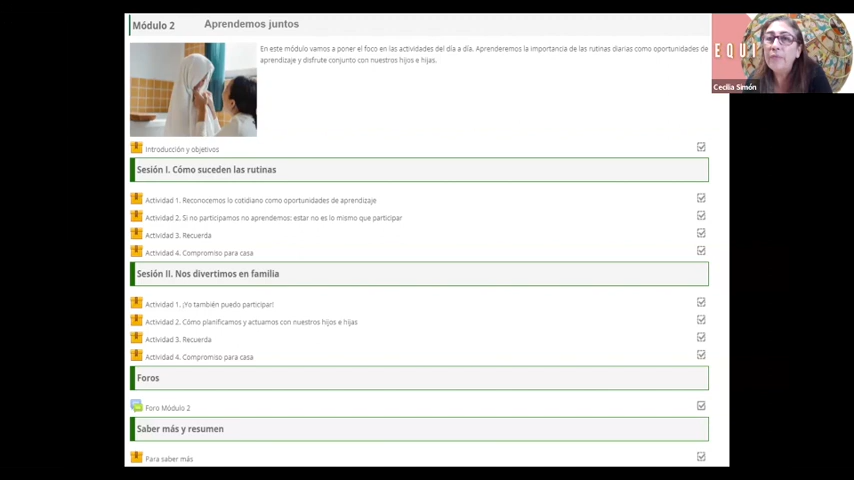 Módulo 2
Aprendemos juntos
En este módulo vamos a poner el foco en las actividades del día a día. Aprenderemos la importancia de las rutinas diarias como oportunidades de
aprendizaje y disfrute conjunto con nuestros hijos e hijas.
EQUI
Cecilia Simón
Introducción y objetivos
Sesión I. Cómo suceden las rutinas
Actividad 1. Reconocemos lo cotidiano como oportunidades de aprendizaje
Actividad 2. Si no participamos no aprendemos: estar no es lo mismo que participar
Actividad 3. Recuerda
Actividad 4. Compromiso para casa
Sesión II. Nos divertimos en familia
Actividad 1. ¡Yo también puedo participar!
Actividad 2. Cómo planificamos y actuamos con nuestros hijos e hijas
Actividad 3. Recuerda
Actividad 4. Compromiso para casa
Foros
Foro Módulo 2
Saber más y resumen
Para saber más